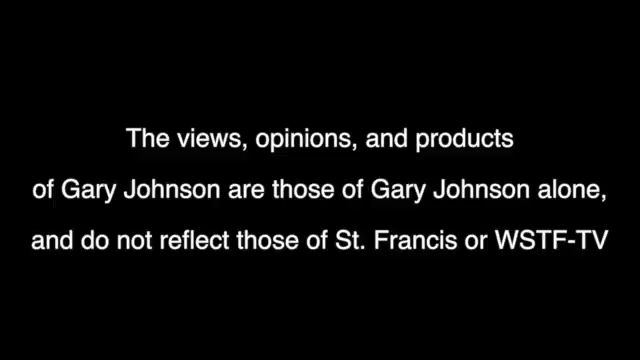 The views, opinions, and products
of Gary Johnson are those of Gary Johnson alone,
and do not reflect those of St. Francis or WSTF-TV